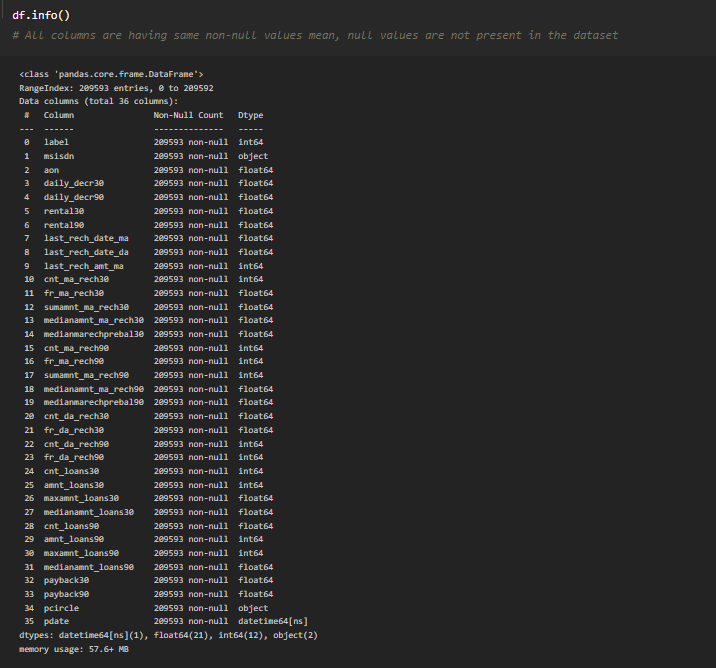 df.info()
# All columns are having same non-null values mean, null values are not present in the dataset
<class 'pandas.core.frame.DataFrame'>
RangeIndex: 209593 entries, 0 to 209592
Data columns (total 36 columns):
 #   Column                Non-Null Count   Dtype
---  ------                --------------   -----
 0   label                 209593 non-null  int64
 1   msisdn                209593 non-null  object
 2   aon                   209593 non-null  float64
 3   daily_decr30          209593 non-null  float64
 4   daily_decr90          209593 non-null  float64
 5   rental30              209593 non-null  float64
 6   rental90              209593 non-null  float64
 7   last_rech_date_ma     209593 non-null  float64
 8   last_rech_date_da     209593 non-null  float64
 9   last_rech_amt_ma      209593 non-null  int64
 10  cnt_ma_rech30         209593 non-null  int64
 11  fr_ma_rech30          209593 non-null  float64
 12  sumamnt_ma_rech30     209593 non-null  float64
 13  medianamnt_ma_rech30  209593 non-null  float64
 14  medianmarechprebal30  209593 non-null  float64
 15  cnt_ma_rech90         209593 non-null  int64
 16  fr_ma_rech90          209593 non-null  int64
 17  sumamnt_ma_rech90     209593 non-null  int64
 18  medianamnt_ma_rech90  209593 non-null  float64
 19  medianmarechprebal90  209593 non-null  float64
 20  cnt_da_rech30         209593 non-null  float64
 21  fr_da_rech30          209593 non-null  float64
 22  cnt_da_rech90         209593 non-null  int64
 23  fr_da_rech90          209593 non-null  int64
 24  cnt_loans30           209593 non-null  int64
 25  amnt_loans30          209593 non-null  int64
 26  maxamnt_loans30       209593 non-null  float64
 27  medianamnt_loans30    209593 non-null  float64
 28  cnt_loans90           209593 non-null  float64
 29  amnt_loans90          209593 non-null  int64
 30  maxamnt_loans90       209593 non-null  int64
 31  medianamnt_loans90    209593 non-null  float64
 32  payback30             209593 non-null  float64
 33  payback90             209593 non-null  float64
 34  pcircle               209593 non-null  object
 35  pdate                 209593 non-null  datetime64[ns]
dtypes: datetime64[ns](1), float64(21), int64(12), object(2)
memory usage: 57.6+ MB